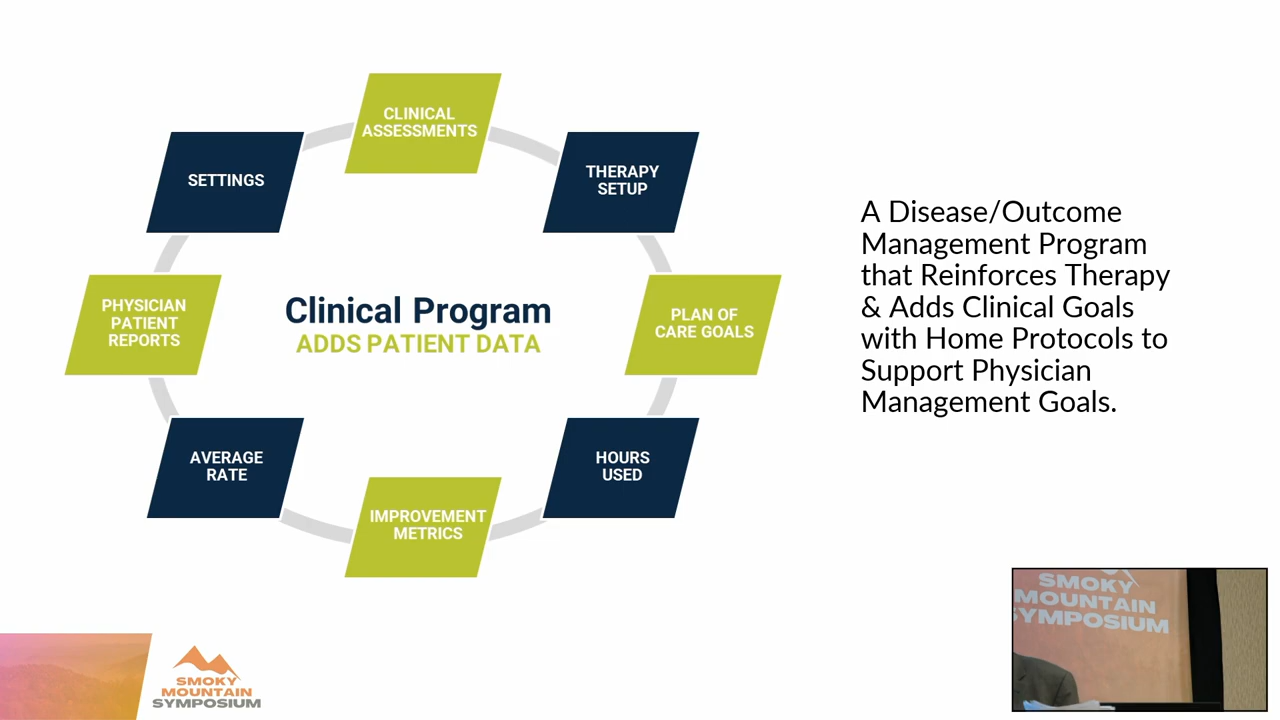 CLINICAL
ASSESSMENTS
SETTINGS
THERAPY
SETUP
PHYSICIAN
PATIENT
REPORTS
Clinical Program
ADDS PATIENT DATA
PLAN OF
CARE GOALS
AVERAGE
RATE
HOURS
USED
IMPROVEMENT
METRICS
A Disease/Outcome
Management Program
that Reinforces Therapy
& Adds Clinical Goals
with Home Protocols to
Support Physician
Management Goals.
SMOKY
MOUNTAIN
SYMPOSIUM
SMOKY
MOUNTAIN
SYMPOSIUM